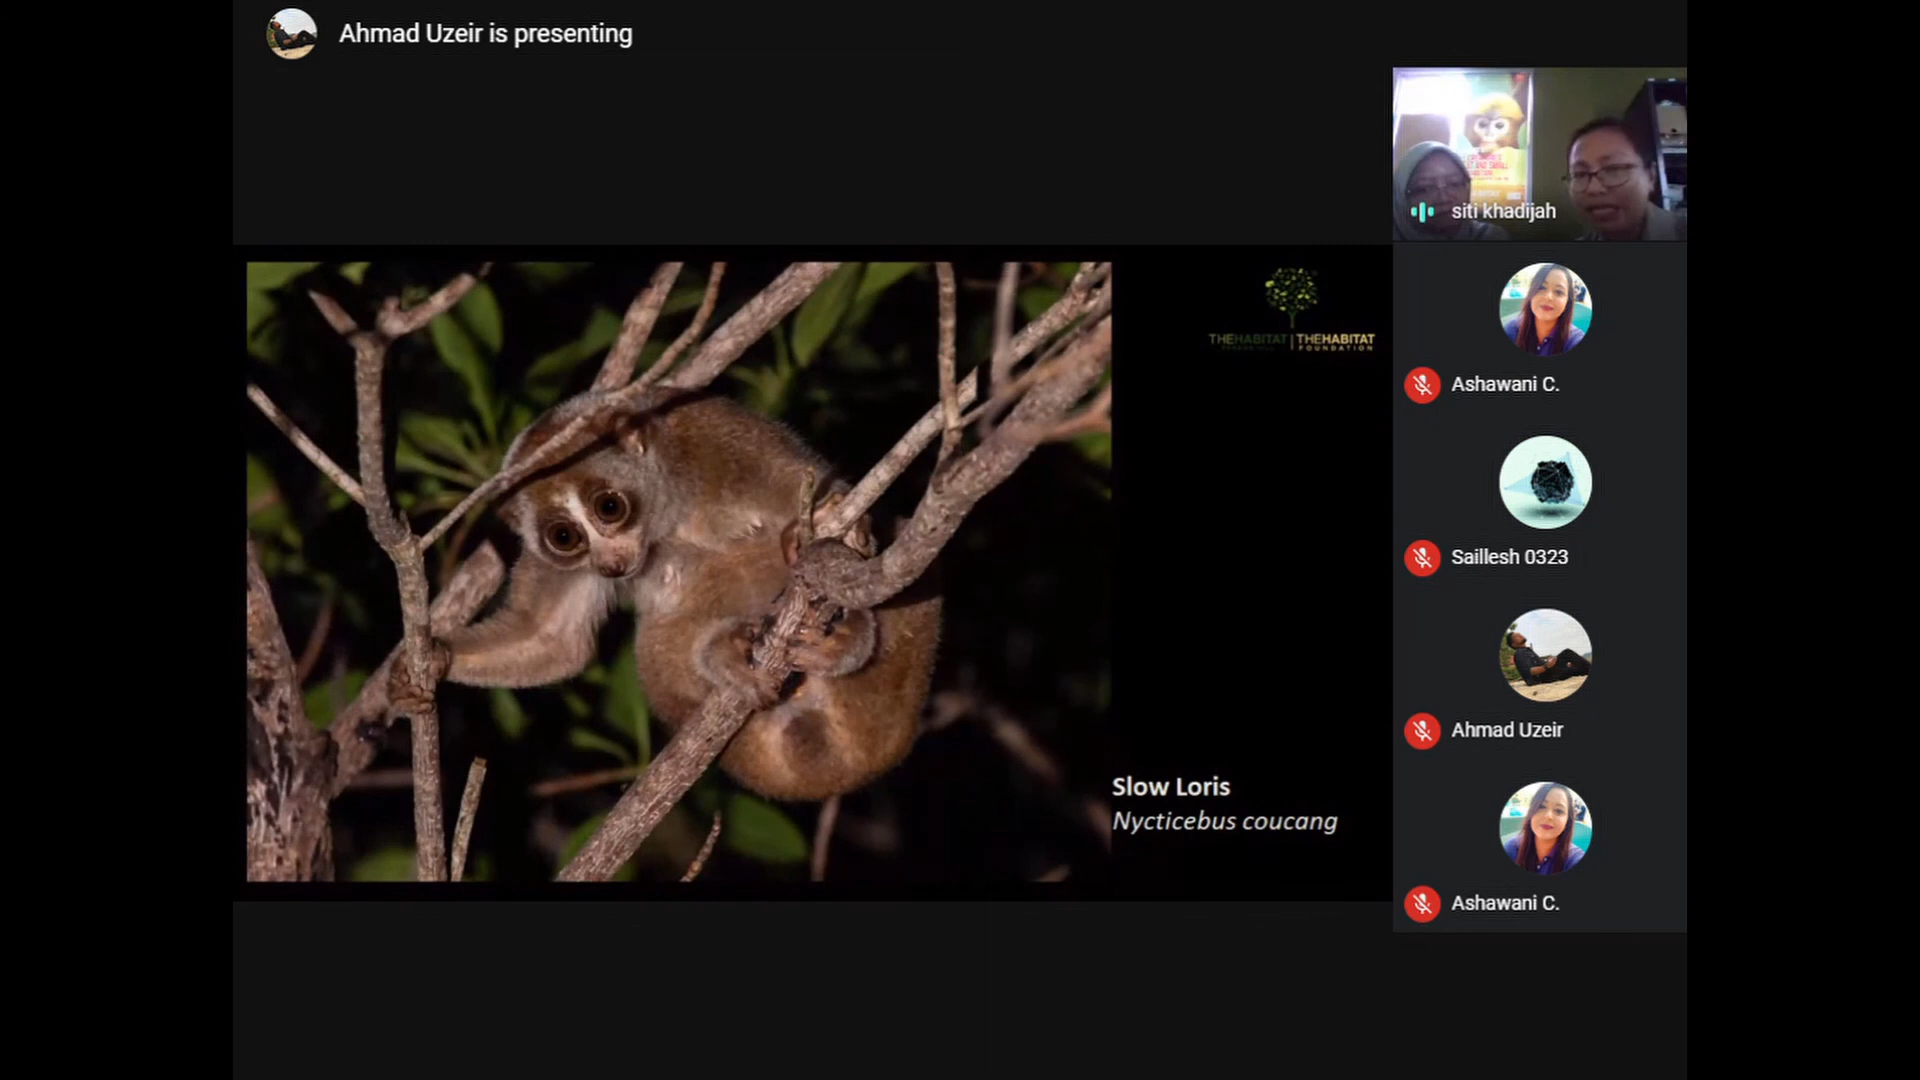 Ahmad Uzeir is presenting
siti khadijah
THEHABITAT | THEHABITAT
FOUNDATION
Ashawani C.
Saillesh 0323
Ahmad Uzeir
Slow Loris
Nycticebus coucang
Ashawani C.